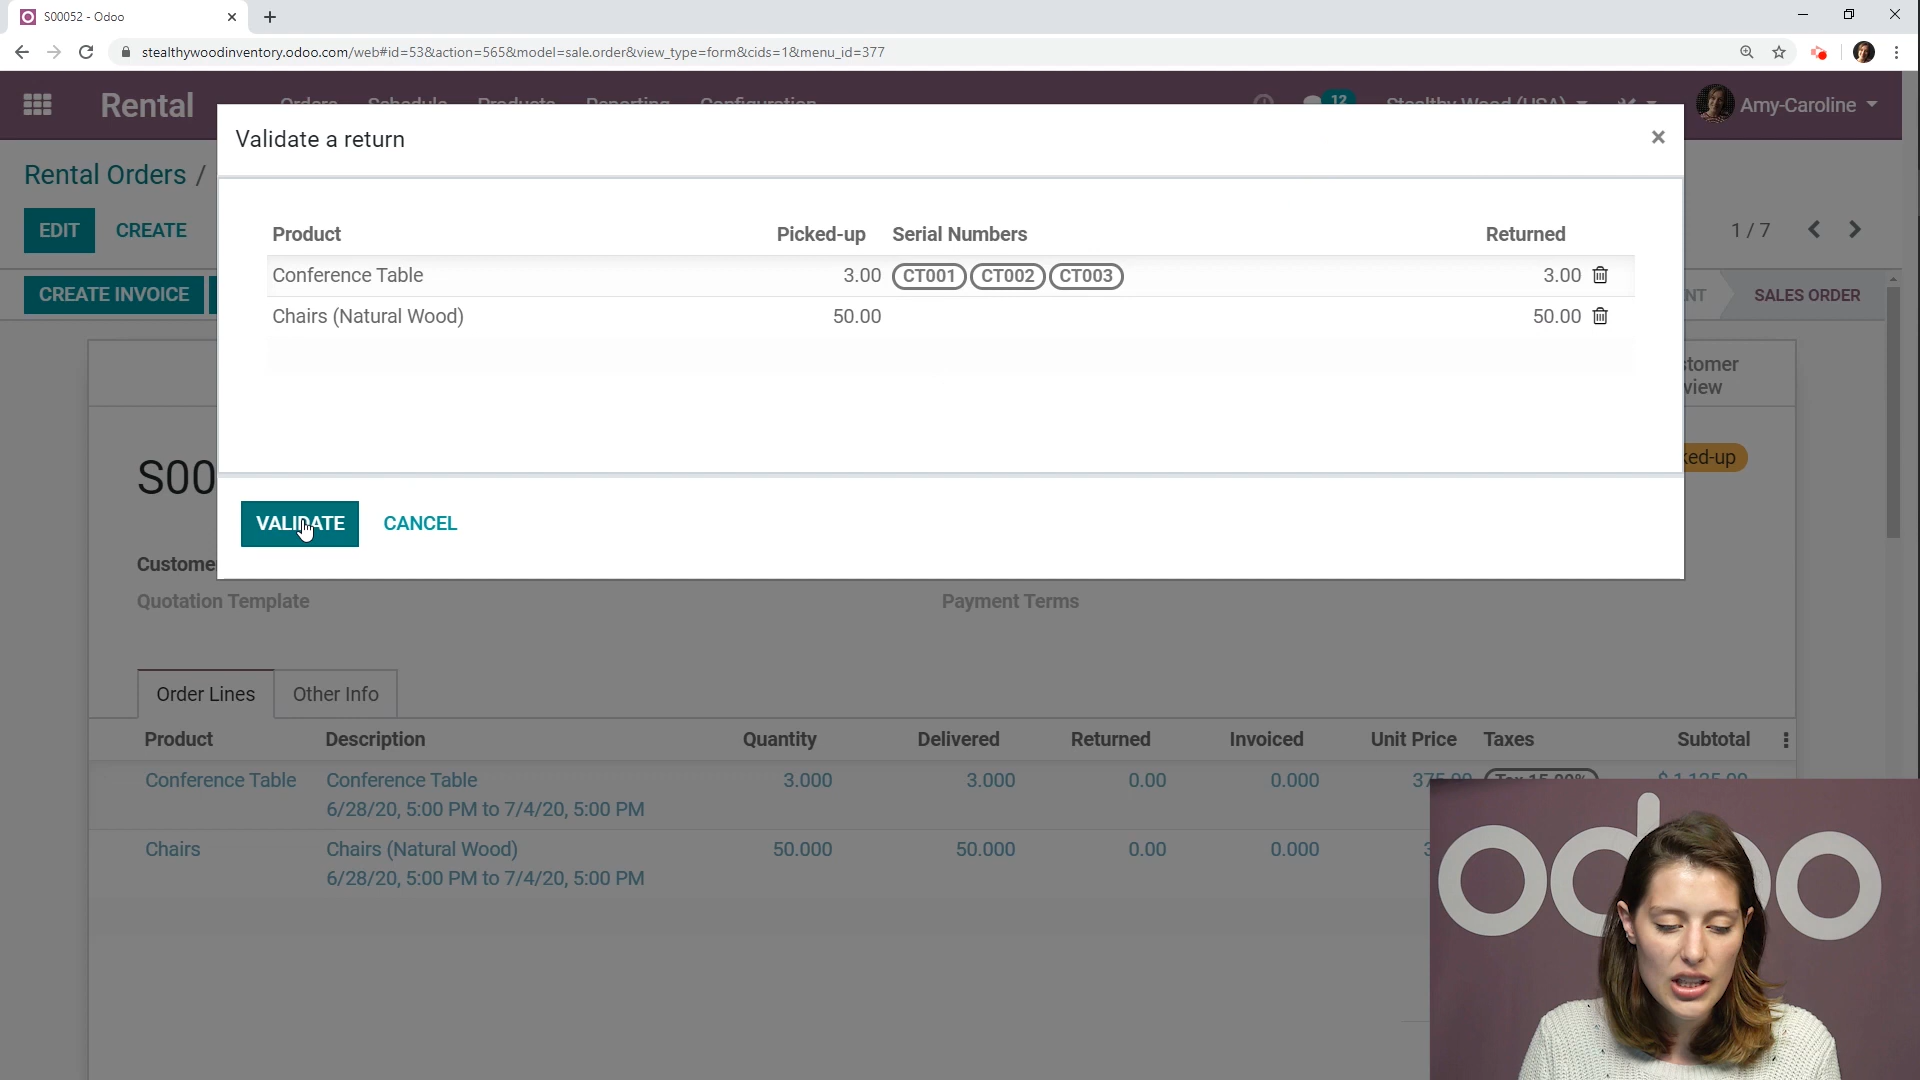 S00052 - Odoo
stealthywoodinventory.odoo.com/web#id=53&action=565&model=sale.order&view_type=form&cids=1&menu_id=377
Rental
Orders Schedule Products Reporting Configuration
12
Stealthy Wood (USA)
Amy-Caroline
Validate a return
Rental Orders /
EDIT
CREATE
1 / 7
Product Picked-up Serial Numbers Returned
Conference Table 3.00 CT001 CT002 CT003 3.00
Chairs (Natural Wood) 50.00 50.00
CREATE INVOICE
NT
SALES ORDER
stomer
view
S00
ked-up
VALIDATE
CANCEL
Custome
Quotation Template
Payment Terms
Order Lines
Other Info
Product Description Quantity Delivered Returned Invoiced Unit Price Taxes Subtotal
Conference Table Conference Table 3.000 3.000 0.00 0.000 375.00 Tax 15.00% $ 1,125.00
6/28/20, 5:00 PM to 7/4/20, 5:00 PM
Chairs Chairs (Natural Wood) 50.000 50.000 0.00 0.000 3
6/28/20, 5:00 PM to 7/4/20, 5:00 PM
odoo